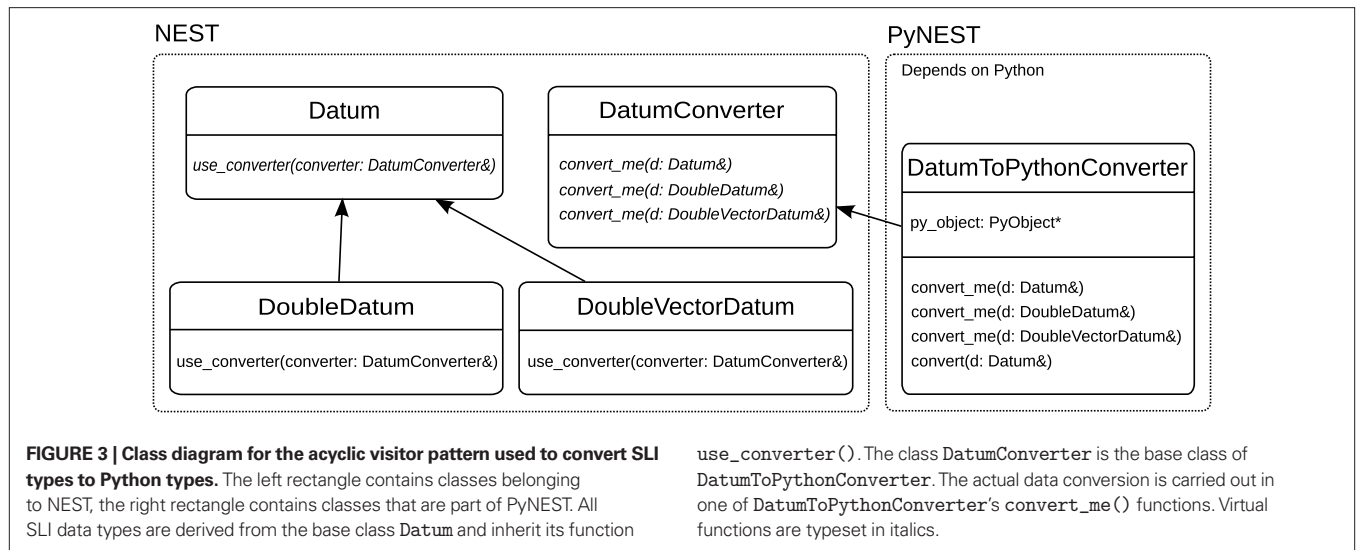 NEST
PyNEST
Depends on Python
Datum
use_converter(converter: DatumConverter&)
DatumConverter
convert_me(d: Datum&)
convert_me(d: DoubleDatum&)
convert_me(d: DoubleVectorDatum&)
DatumToPythonConverter
py_object: PyObject*
convert_me(d: Datum&)
convert_me(d: DoubleDatum&)
convert_me(d: DoubleVectorDatum&)
convert(d: Datum&)
DoubleDatum
use_converter(converter: DatumConverter&)
DoubleVectorDatum
use_converter(converter: DatumConverter&)
FIGURE 3 | Class diagram for the acyclic visitor pattern used to convert SLI
types to Python types. The left rectangle contains classes belonging
to NEST, the right rectangle contains classes that are part of PyNEST. All
SLI data types are derived from the base class Datum and inherit its function
use_converter(). The class DatumConverter is the base class of
DatumToPythonConverter. The actual data conversion is carried out in
one of DatumToPythonConverter's convert_me() functions. Virtual
functions are typeset in italics.